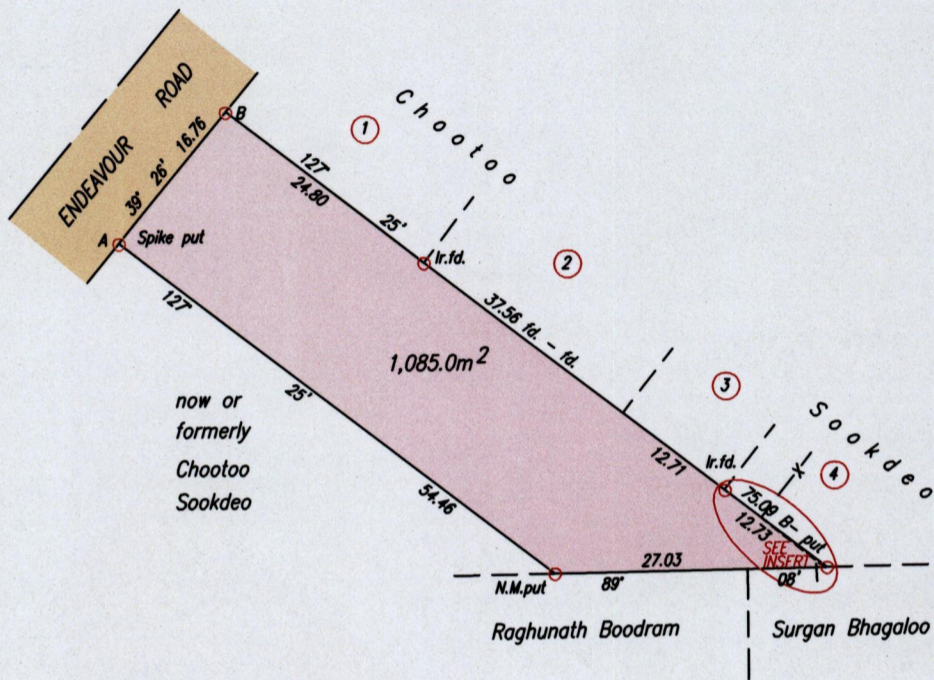 ENDEAVOUR ROAD
39° 26' 16.76
A
Spike put
B
1
Chootoo
127°
24.80
25'
Ir.fd.
2
37.56 fd. - fd.
1,085.0m²
3
Sookdeo
12.71
Ir.fd.
4
75.09 B- put
12.73
SEE
INSERT
127°
25'
54.46
now or
formerly
Chootoo
Sookdeo
27.03
N.M.put
89°
08'
Raghunath Boodram
Surgan Bhagaloo